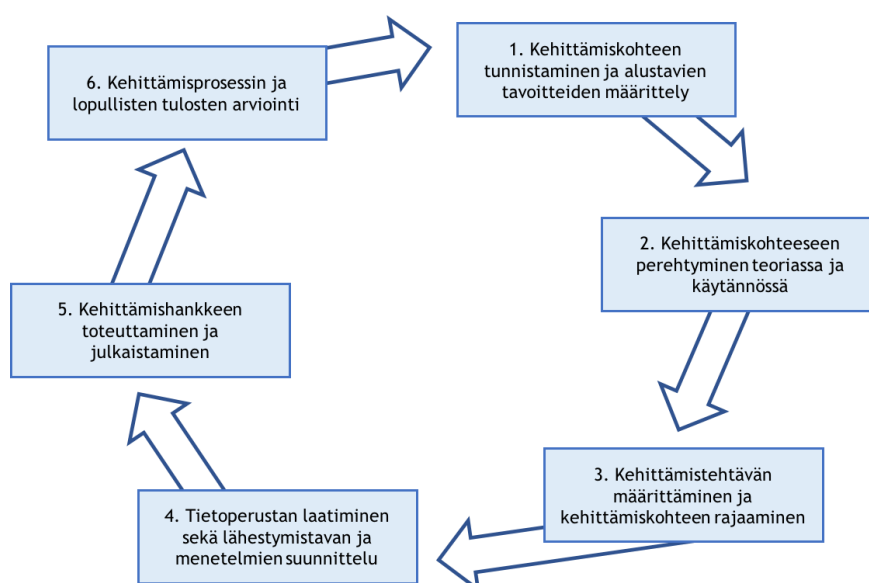 1. Kehittämiskohteen
tunnistaminen ja alustavien
tavoitteiden määrittely
2. Kehittämiskohteeseen
perehtyminen teoriassa ja
käytännössä
3. Kehittämistehtävän
määrittäminen ja
kehittämiskohteen rajaaminen
4. Tietoperustan laatiminen
sekä lähestymistavan ja
menetelmien suunnittelu
5. Kehittämishankkeen
toteuttaminen ja
julkaistaminen
6. Kehittämisprosessin ja
lopullisten tulosten arviointi